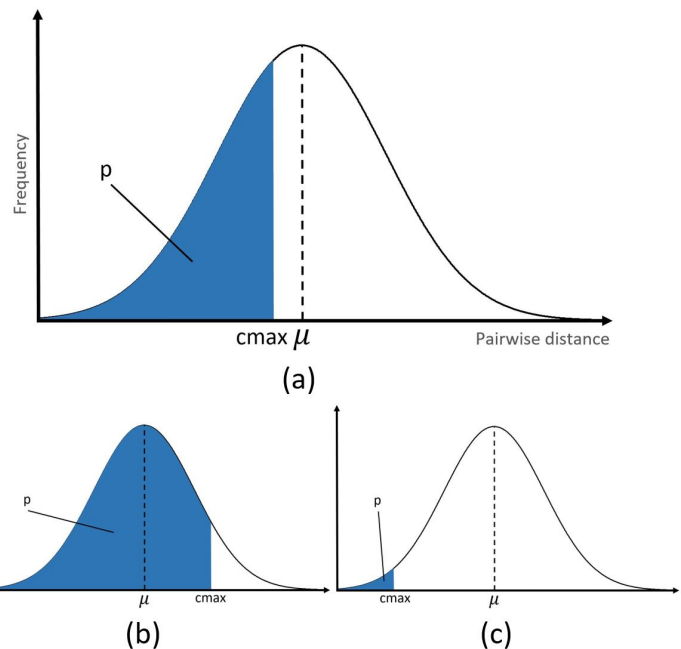 Frequency
p
cmax μ
Pairwise distance
(a)
p
μ
cmax
(b)
p
cmax
μ
(c)